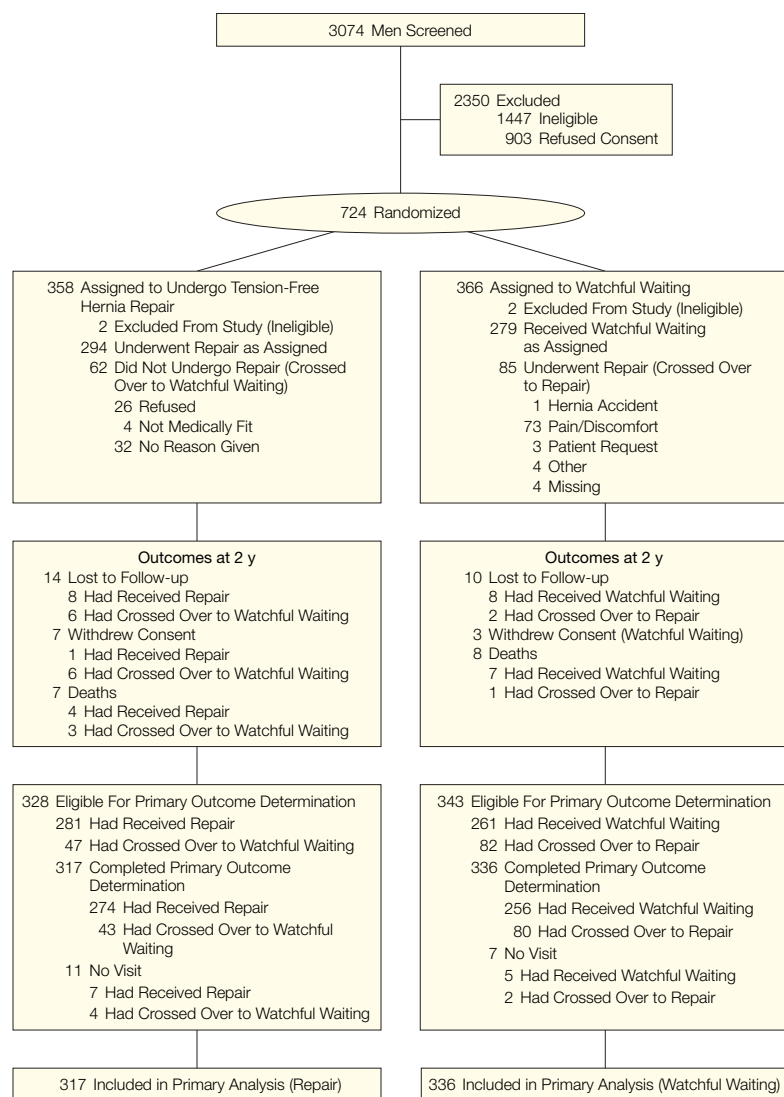 3074 Men Screened
2350 Excluded
1447 Ineligible
903 Refused Consent
724 Randomized
358 Assigned to Undergo Tension-Free
Hernia Repair
2 Excluded From Study (Ineligible)
294 Underwent Repair as Assigned
62 Did Not Undergo Repair (Crossed
Over to Watchful Waiting)
26 Refused
4 Not Medically Fit
32 No Reason Given
366 Assigned to Watchful Waiting
2 Excluded From Study (Ineligible)
279 Received Watchful Waiting
as Assigned
85 Underwent Repair (Crossed Over
to Repair)
1 Hernia Accident
73 Pain/Discomfort
3 Patient Request
4 Other
4 Missing
Outcomes at 2 y
14 Lost to Follow-up
8 Had Received Repair
6 Had Crossed Over to Watchful Waiting
7 Withdrew Consent
1 Had Received Repair
6 Had Crossed Over to Watchful Waiting
7 Deaths
4 Had Received Repair
3 Had Crossed Over to Watchful Waiting
Outcomes at 2 y
10 Lost to Follow-up
8 Had Received Watchful Waiting
2 Had Crossed Over to Repair
3 Withdrew Consent (Watchful Waiting)
8 Deaths
7 Had Received Watchful Waiting
1 Had Crossed Over to Repair
328 Eligible For Primary Outcome Determination
281 Had Received Repair
47 Had Crossed Over to Watchful Waiting
317 Completed Primary Outcome
Determination
274 Had Received Repair
43 Had Crossed Over to Watchful
Waiting
11 No Visit
7 Had Received Repair
4 Had Crossed Over to Watchful Waiting
343 Eligible For Primary Outcome Determination
261 Had Received Watchful Waiting
82 Had Crossed Over to Repair
336 Completed Primary Outcome
Determination
256 Had Received Watchful Waiting
80 Had Crossed Over to Repair
7 No Visit
5 Had Received Watchful Waiting
2 Had Crossed Over to Repair
317 Included in Primary Analysis (Repair)
336 Included in Primary Analysis (Watchful Waiting)